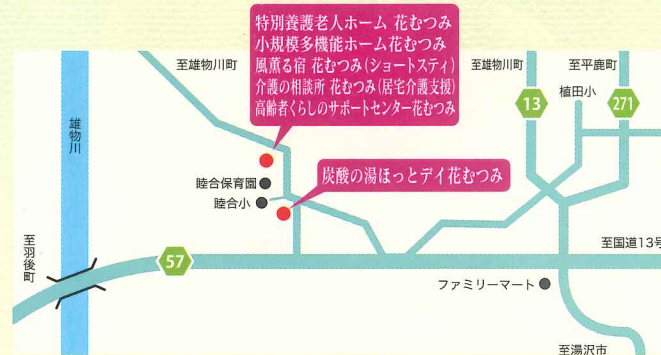 特別養護老人ホーム 花むつみ
小規模多機能ホーム花むつみ
風薫る宿 花むつみ(ショートスティ)
介護の相談所 花むつみ(居宅介護支援)
高齢者くらしのサポートセンター花むつみ
至雄物川町
至雄物川町
至平鹿町
植田小
13
271
雄物川
炭酸の湯ほっとデイ花むつみ
睦合保育園
睦合小
至羽後町
57
至国道13号
ファミリーマート
至湯沢市